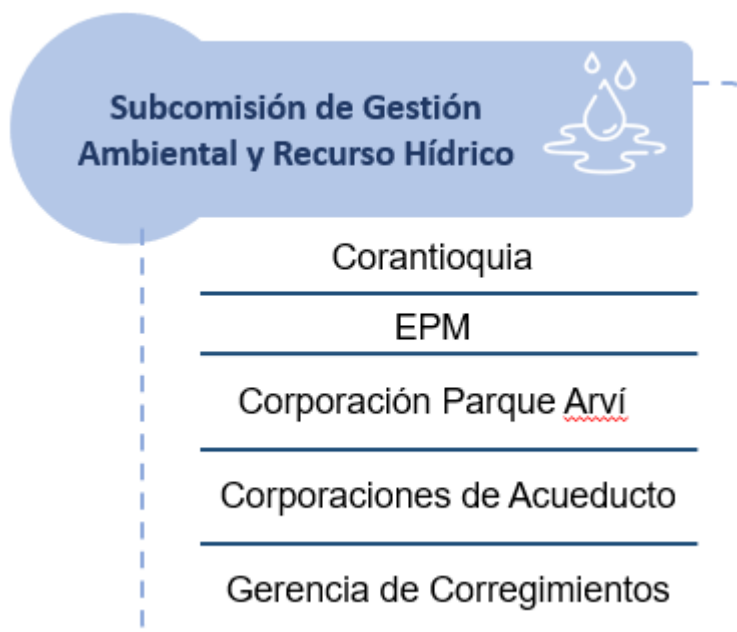 Subcomisión de Gestión
Ambiental y Recurso Hídrico
Corantioquia
EPM
Corporación Parque Arví
Corporaciones de Acueducto
Gerencia de Corregimientos